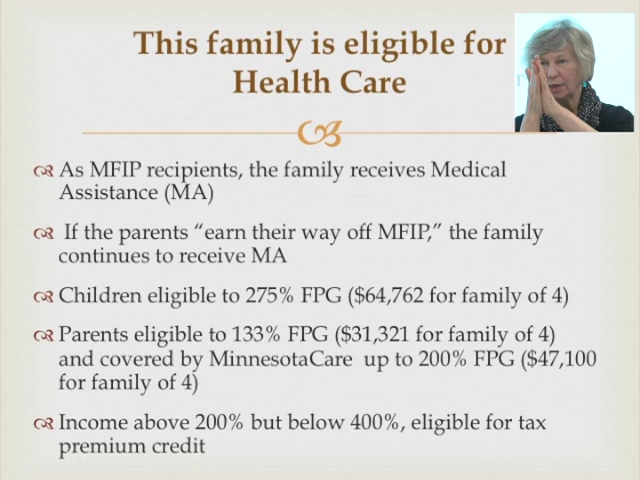 This family is eligible for
Health Care
As MFIP recipients, the family receives Medical
Assistance (MA)
If the parents “earn their way off MFIP,” the family
continues to receive MA
Children eligible to 275% FPG ($64,762 for family of 4)
Parents eligible to 133% FPG ($31,321 for family of 4)
and covered by MinnesotaCare up to 200% FPG ($47,100
for family of 4)
Income above 200% but below 400%, eligible for tax
premium credit